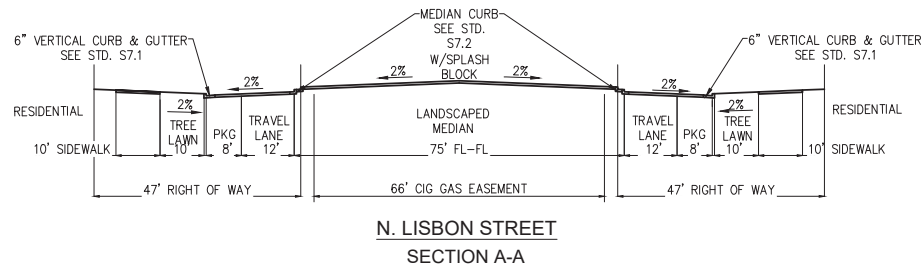 MEDIAN CURB
SEE STD.
S7.2
W/SPLASH
BLOCK
6" VERTICAL CURB & GUTTER
SEE STD. S7.1
6" VERTICAL CURB & GUTTER
SEE STD. S7.1
2%
2%
2%
2%
2%
2%
RESIDENTIAL
TREE
LAWN
10'
PKG
8'
TRAVEL
LANE
12'
LANDSCAPED
MEDIAN
75' FL-FL
TRAVEL
LANE
12'
PKG
8'
TREE
LAWN
10'
RESIDENTIAL
10' SIDEWALK
10' SIDEWALK
47' RIGHT OF WAY
66' CIG GAS EASEMENT
47' RIGHT OF WAY
N. LISBON STREET
SECTION A-A